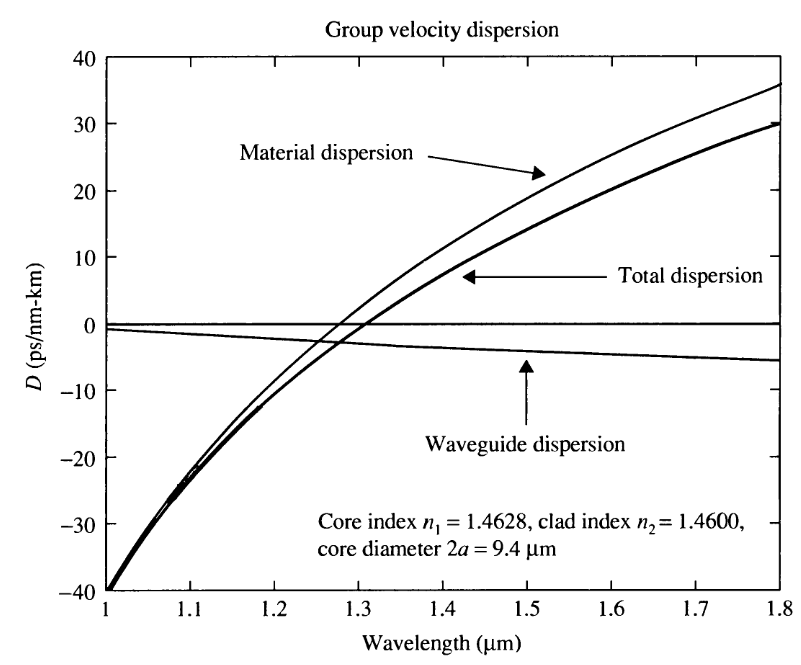 Group velocity dispersion
40
30
20
10
0
−10
−20
−30
−40
D (ps/nm-km)
Material dispersion
Total dispersion
Waveguide dispersion
Core index n₁ = 1.4628, clad index n₂ = 1.4600,
core diameter 2a = 9.4 μm
1 1.1 1.2 1.3 1.4 1.5 1.6 1.7 1.8
Wavelength (μm)